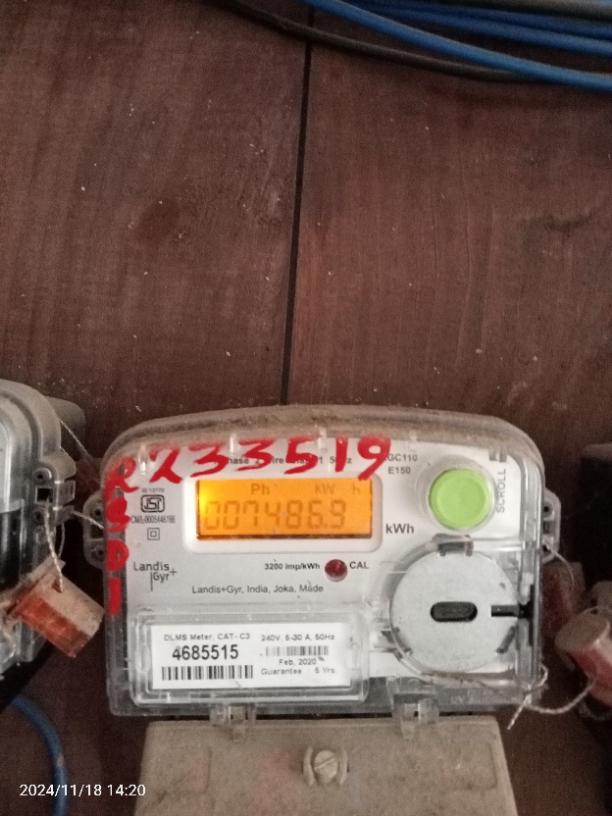 R233519
GC110
E150
SCROLL
Ph kW h
007486.9
kWh
ISI
Landis
Gyr+
3200 imp/kWh
CAL
Landis+Gyr, India, Joka, Made
DLMS Meter, CAT- C3
240V, 5-30 A, 50Hz
4685515
Feb, 2020
Guarantee : 5 Yrs.
2024/11/18 14:20